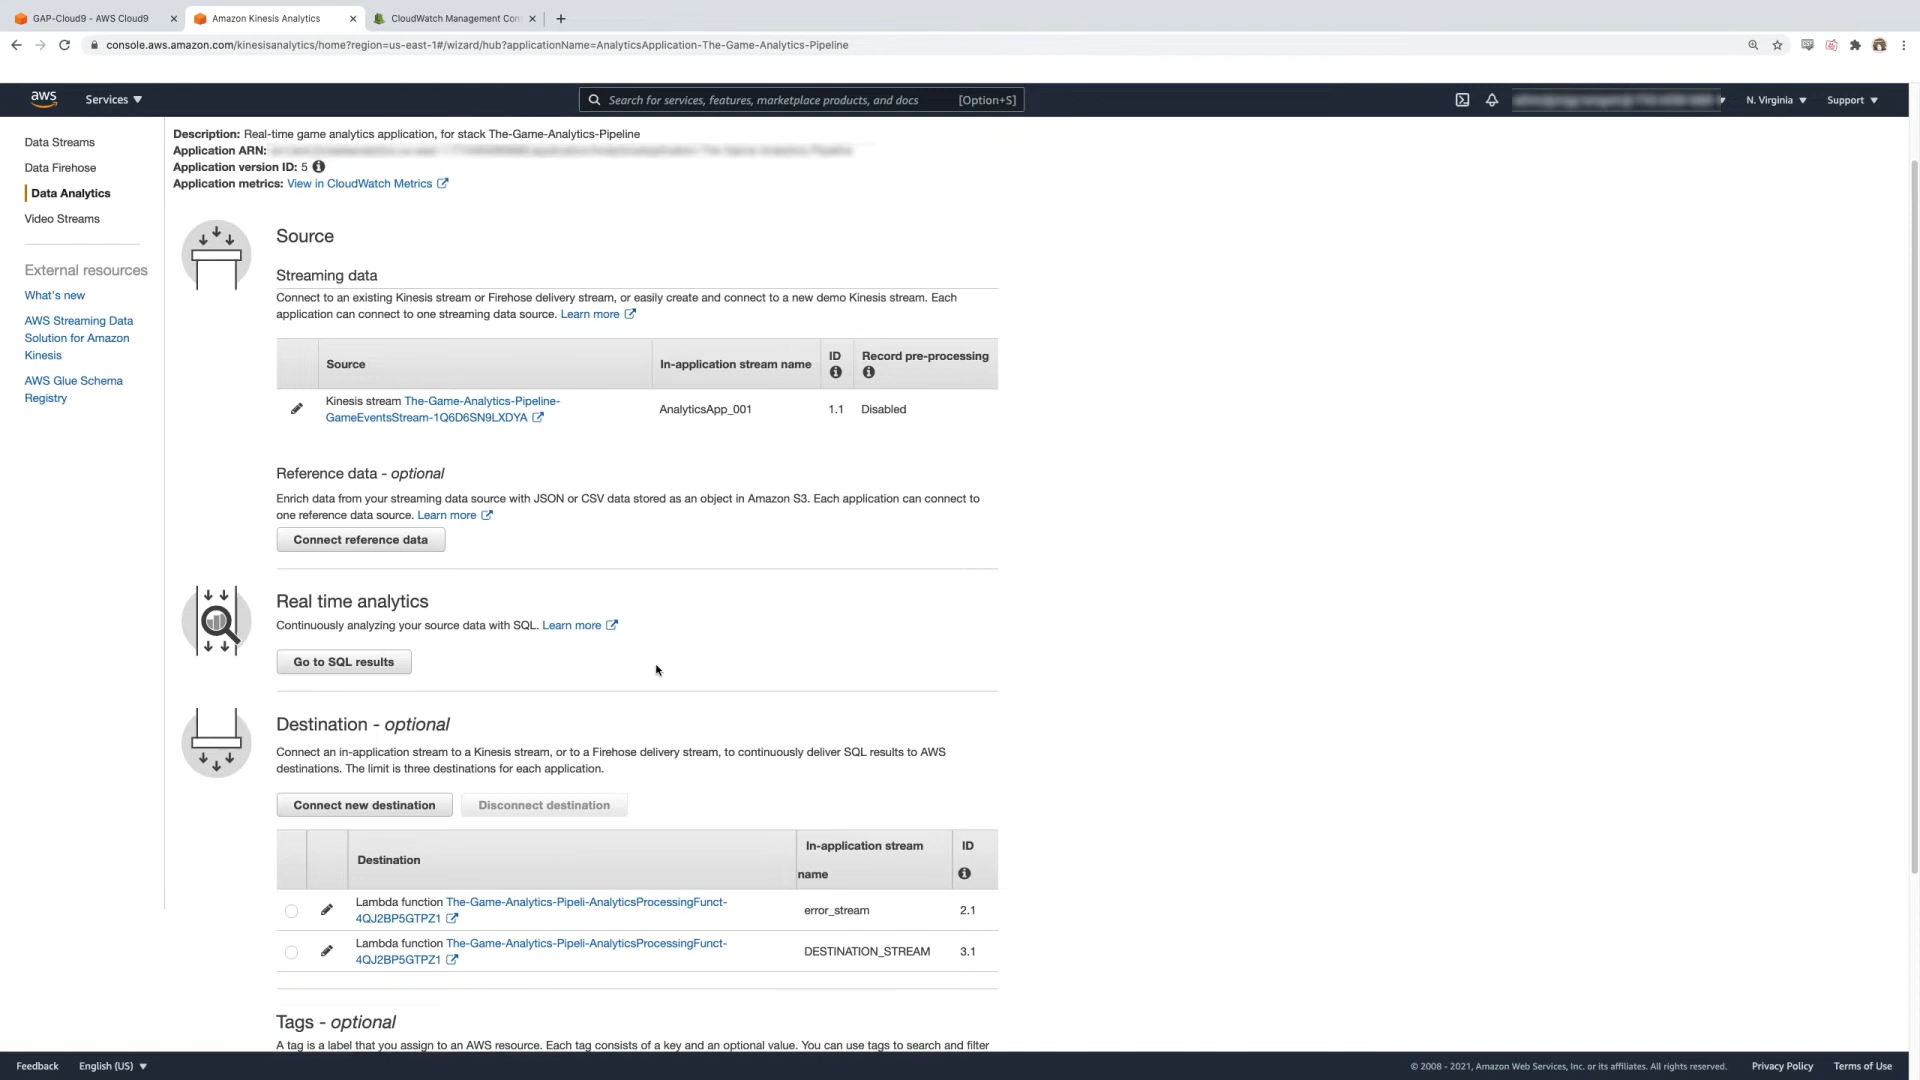 GAP-Cloud9 - AWS Cloud9
Amazon Kinesis Analytics
CloudWatch Management Con
console.aws.amazon.com/kinesisanalytics/home?region=us-east-1#/wizard/hub?applicationName=AnalyticsApplication-The-Game-Analytics-Pipeline
aws
Services
Search for services, features, marketplace products, and docs
[Option+S]
N. Virginia
Support
Data Streams
Data Firehose
Data Analytics
Video Streams
External resources
What's new
AWS Streaming Data
Solution for Amazon
Kinesis
AWS Glue Schema
Registry
Description: Real-time game analytics application, for stack The-Game-Analytics-Pipeline
Application ARN:
Application version ID: 5
Application metrics: View in CloudWatch Metrics
Source
Streaming data
Connect to an existing Kinesis stream or Firehose delivery stream, or easily create and connect to a new demo Kinesis stream. Each
application can connect to one streaming data source. Learn more
Source
In-application stream name
ID
Record pre-processing
Kinesis stream The-Game-Analytics-Pipeline-
GameEventsStream-1Q6D6SN9LXDYA
AnalyticsApp_001
1.1
Disabled
Reference data - optional
Enrich data from your streaming data source with JSON or CSV data stored as an object in Amazon S3. Each application can connect to
one reference data source. Learn more
Connect reference data
Real time analytics
Continuously analyzing your source data with SQL. Learn more
Go to SQL results
Destination - optional
Connect an in-application stream to a Kinesis stream, or to a Firehose delivery stream, to continuously deliver SQL results to AWS
destinations. The limit is three destinations for each application.
Connect new destination
Disconnect destination
Destination
In-application stream
name
ID
Lambda function The-Game-Analytics-Pipeli-AnalyticsProcessingFunct-
4QJ2BP5GTPZ1
error_stream
2.1
Lambda function The-Game-Analytics-Pipeli-AnalyticsProcessingFunct-
4QJ2BP5GTPZ1
DESTINATION_STREAM
3.1
Tags - optional
A tag is a label that you assign to an AWS resource. Each tag consists of a key and an optional value. You can use tags to search and filter
Feedback
English (US)
© 2008 - 2021, Amazon Web Services, Inc. or its affiliates. All rights reserved.
Privacy Policy
Terms of Use